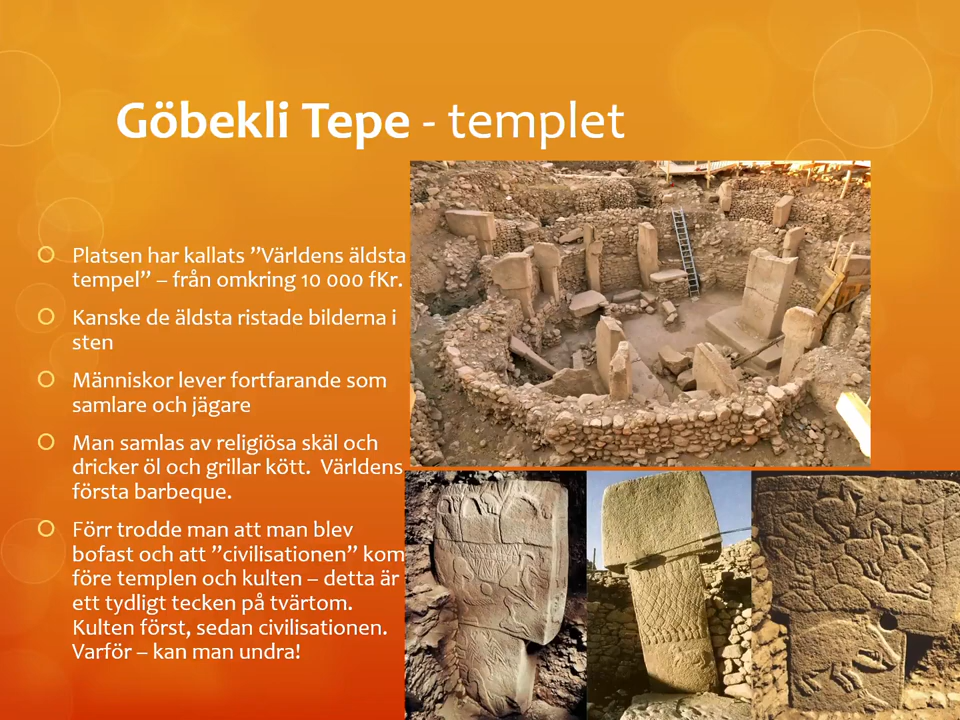 Göbekli Tepe - templet
Platsen har kallats ”Världens äldsta
tempel” – från omkring 10 000 fKr.
Kanske de äldsta ristade bilderna i
sten
Människor lever fortfarande som
samlare och jägare
Man samlas av religiösa skäl och
dricker öl och grillar kött.  Världens
första barbeque.
Förr trodde man att man blev
bofast och att ”civilisationen” kom
före templen och kulten – detta är
ett tydligt tecken på tvärtom.
Kulten först, sedan civilisationen.
Varför – kan man undra!